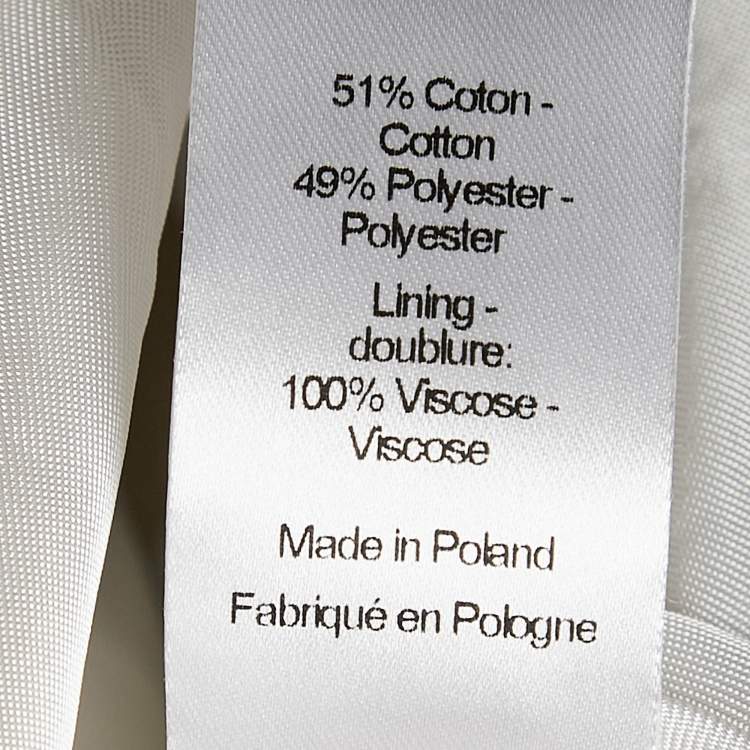 51% Coton -
Cotton
49% Polyester -
Polyester
Lining -
doublure:
100% Viscose -
Viscose
Made in Poland
Fabriqué en Pologne